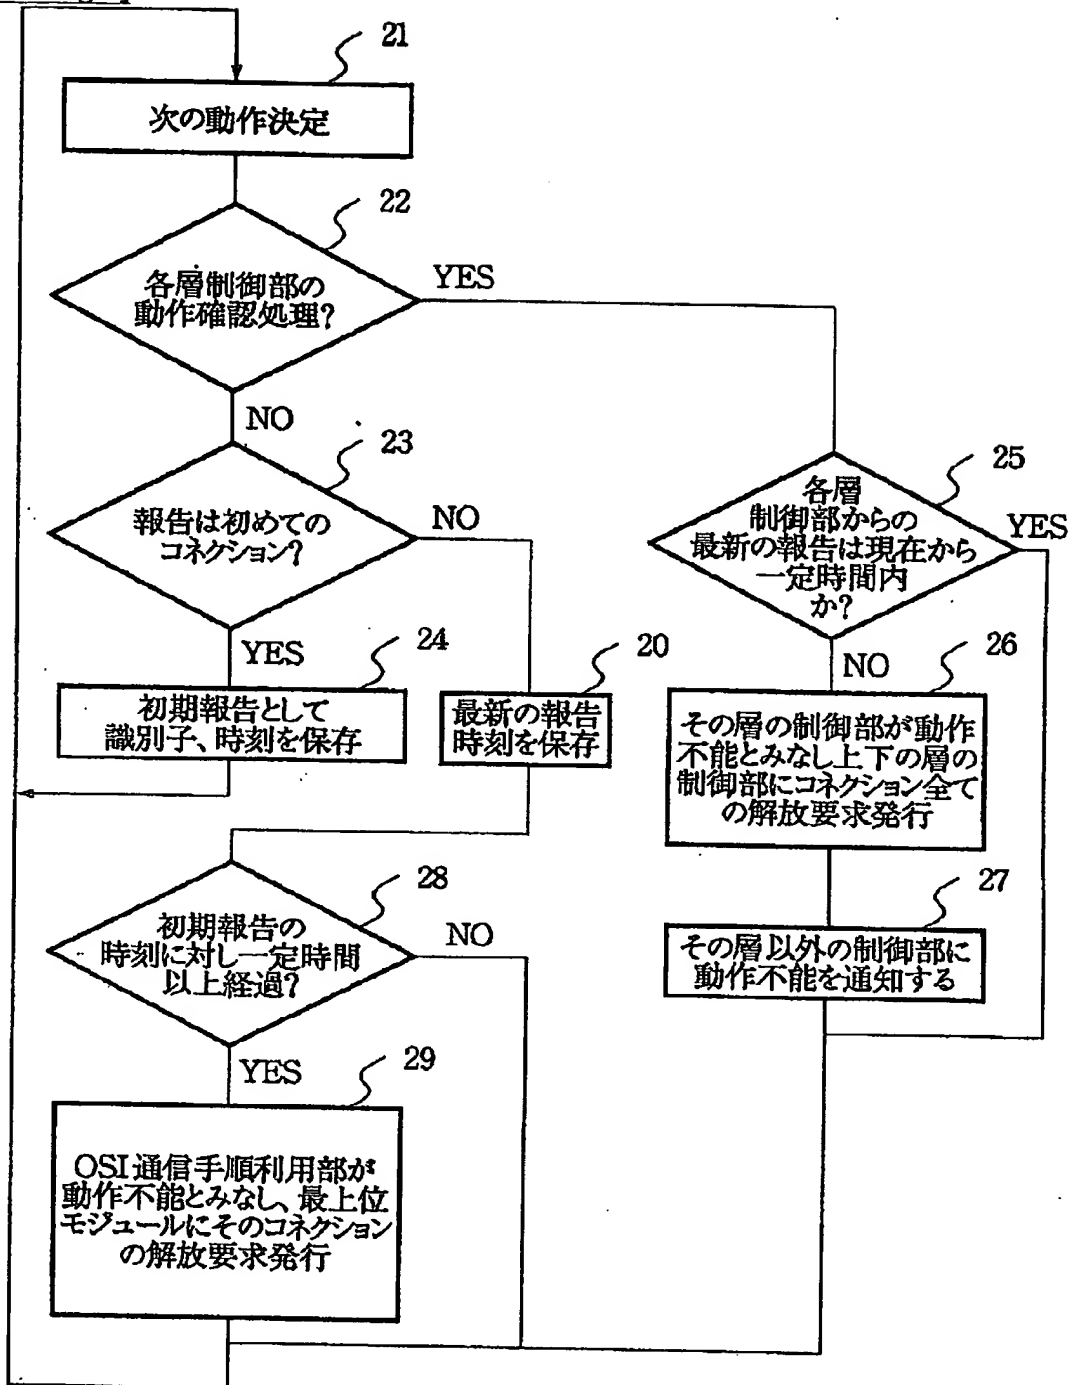 21
次の動作決定
22
各層制御部の
動作確認処理?
YES
NO
23
報告は初めての
コネクション?
NO
YES
24
初期報告として
識別子、時刻を保存
20
最新の報告
時刻を保存
25
各層
制御部からの
最新の報告は現在から
一定時間内
か?
YES
NO
26
その層の制御部が動作
不能とみなし上下の層の
制御部にコネクション全て
の解放要求発行
27
その層以外の制御部に
動作不能を通知する
28
初期報告の
時刻に対し一定時間
以上経過?
NO
YES
29
OSI通信手順利用部が
動作不能とみなし、最上位
モジュールにそのコネクション
の解放要求発行